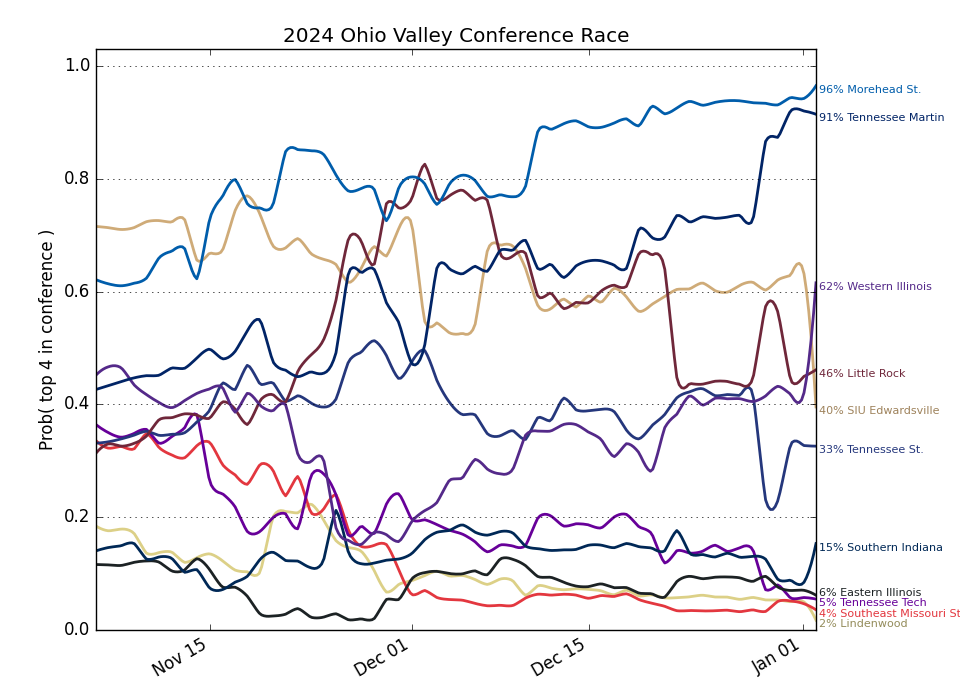 2024 Ohio Valley Conference Race
Prob( top 4 in conference )
1.0
0.8
0.6
0.4
0.2
0.0
Nov 15
Dec 01
Dec 15
Jan 01
96% Morehead St.
91% Tennessee Martin
62% Western Illinois
46% Little Rock
40% SIU Edwardsville
33% Tennessee St.
15% Southern Indiana
6% Eastern Illinois
5% Tennessee Tech
4% Southeast Missouri St
2% Lindenwood